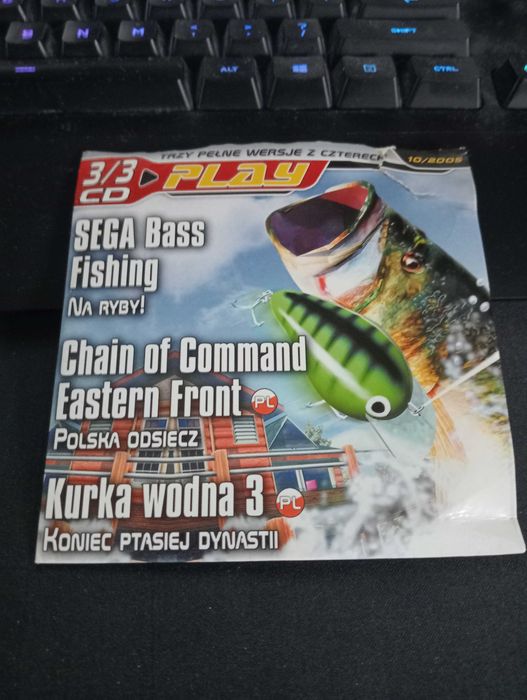 SHIFT
ALT
CTRL
TRZY PEŁNE WERSJE Z CZTERECH
10/2005
3/3
CD
PLAY
SEGA Bass
Fishing
NA RYBY!
Chain of Command
Eastern Front PL
POLSKA ODSIECZ
Kurka wodna 3 PL
KONIEC PTASIEJ DYNASTII